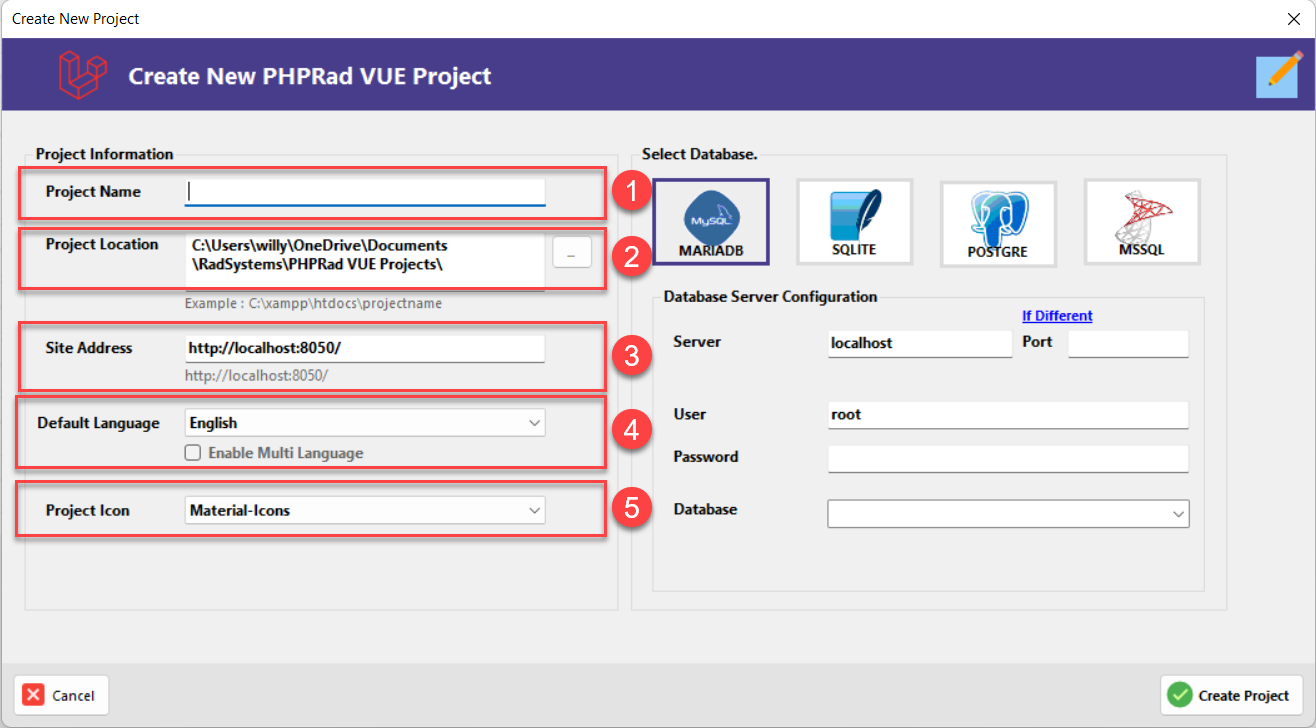 Create New Project
Create New PHPRad VUE Project
Project Information
Project Name
1
Project Location
C:\Users\willy\OneDrive\Documents
\RadSystems\PHPRad VUE Projects\
...
2
Example : C:\xampp\htdocs\projectname
Site Address
http://localhost:8050/
http://localhost:8050/
3
Default Language
English
Enable Multi Language
4
Project Icon
Material-Icons
5
Select Database.
MySQL
MARIADB
SQLITE
POSTGRE
MSSQL
Database Server Configuration
If Different
Server
localhost
Port
User
root
Password
Database
Cancel
Create Project